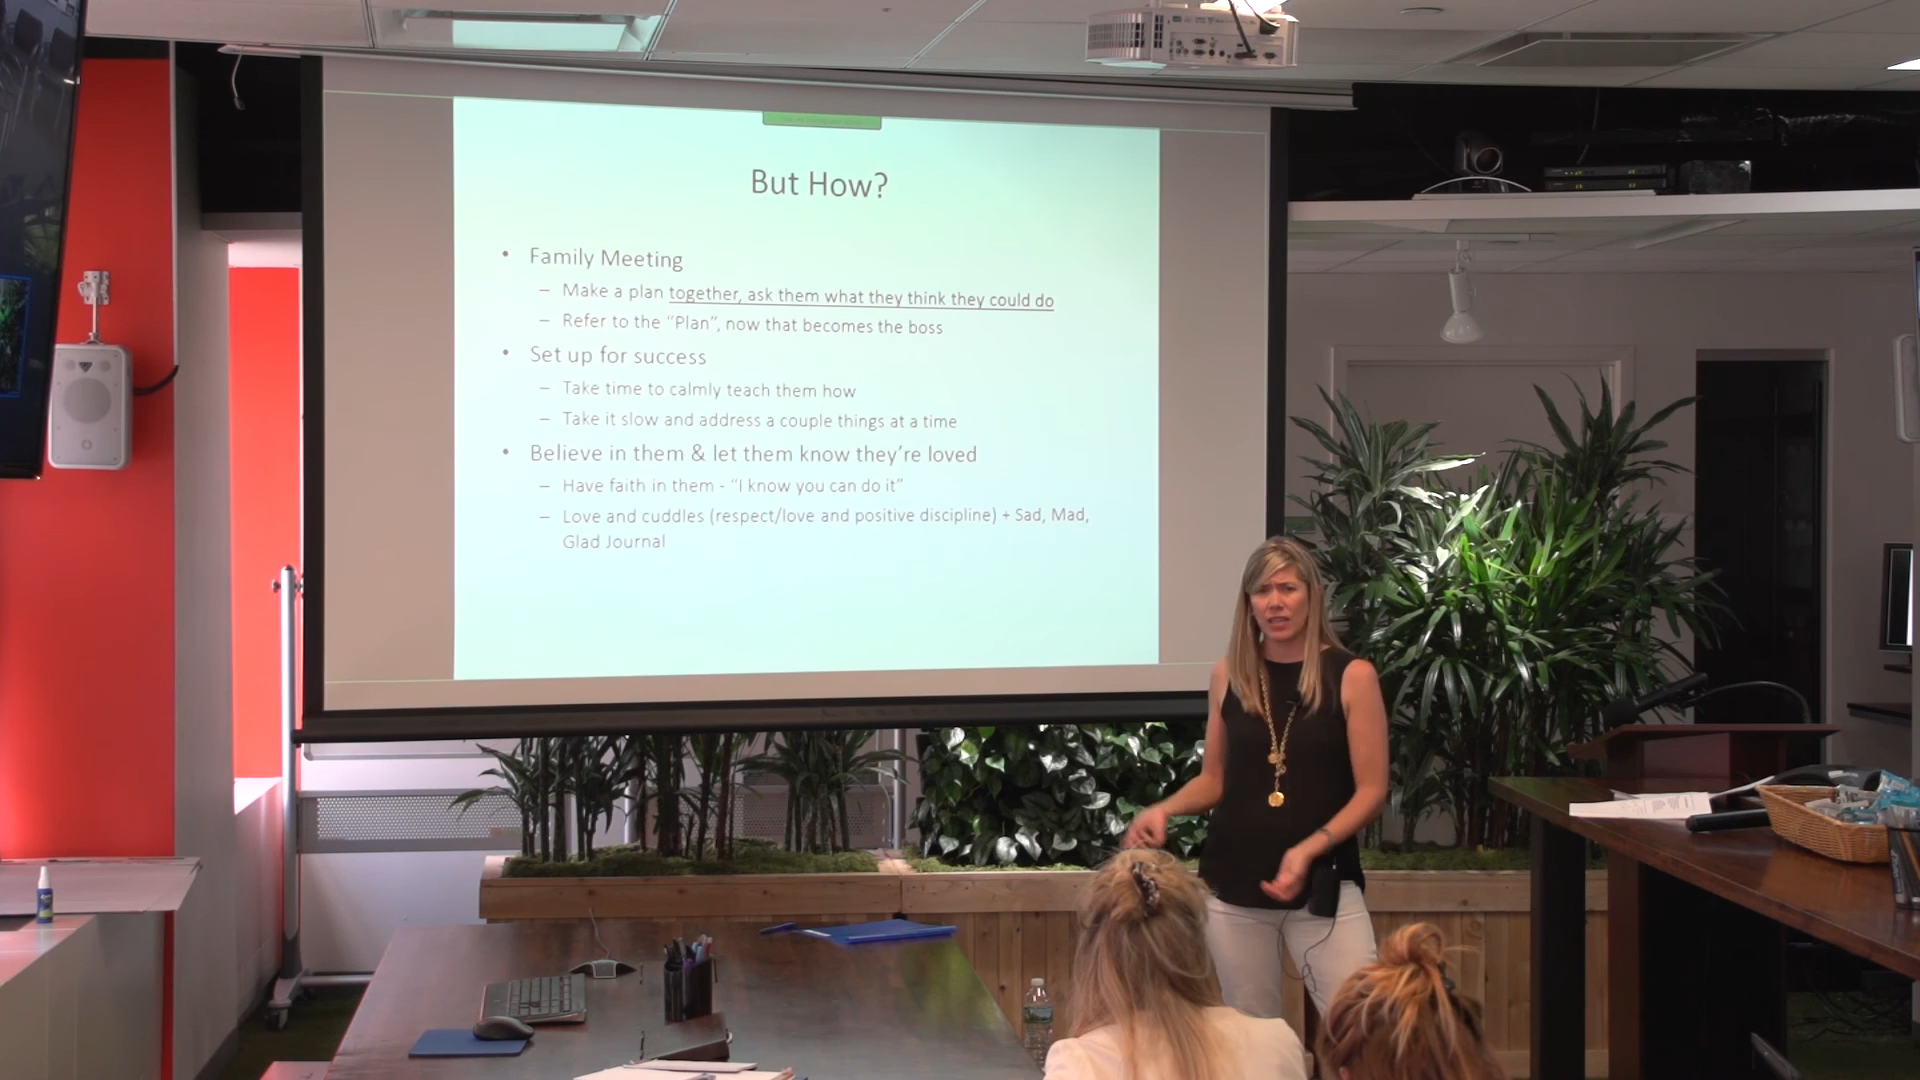 But How?
• Family Meeting
– Make a plan together, ask them what they think they could do
– Refer to the “Plan”, now that becomes the boss
• Set up for success
– Take time to calmly teach them how
– Take it slow and address a couple things at a time
• Believe in them & let them know they’re loved
– Have faith in them - “I know you can do it”
– Love and cuddles (respect/love and positive discipline) + Sad, Mad,
Glad Journal